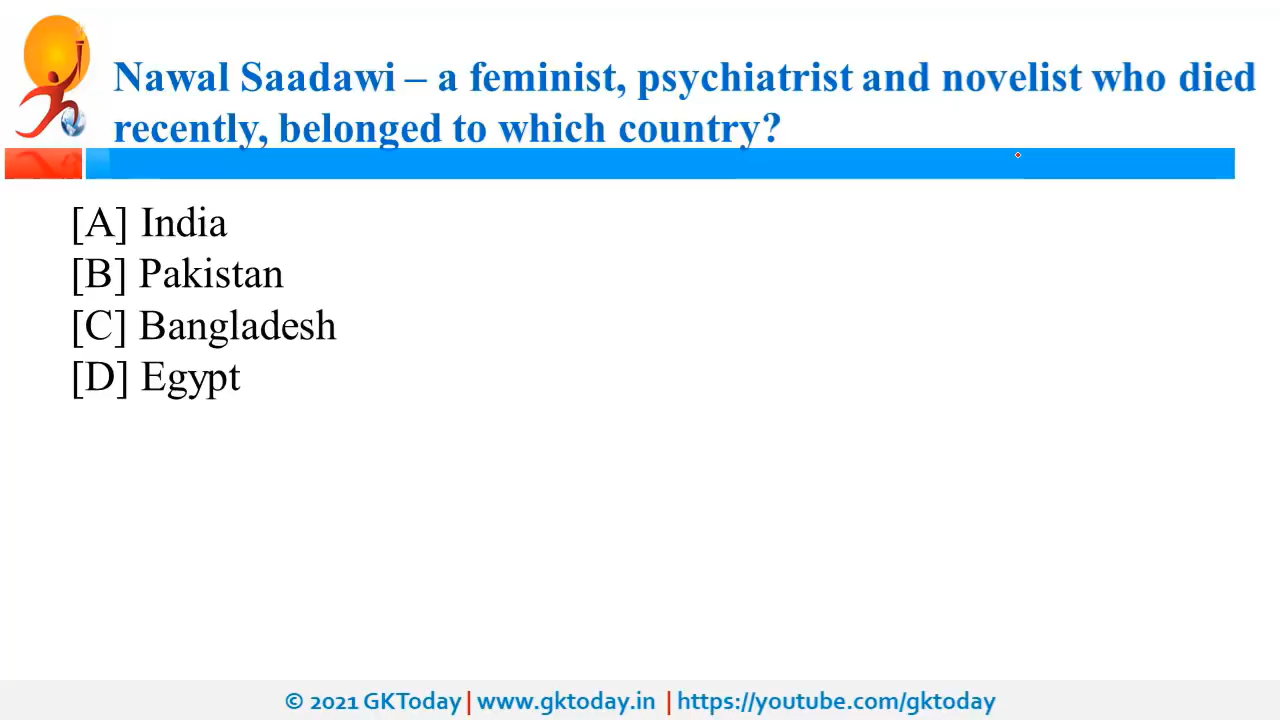 Nawal Saadawi – a feminist, psychiatrist and novelist who died
recently, belonged to which country?
[A] India
[B] Pakistan
[C] Bangladesh
[D] Egypt
© 2021 GKToday | www.gktoday.in | https://youtube.com/gktoday